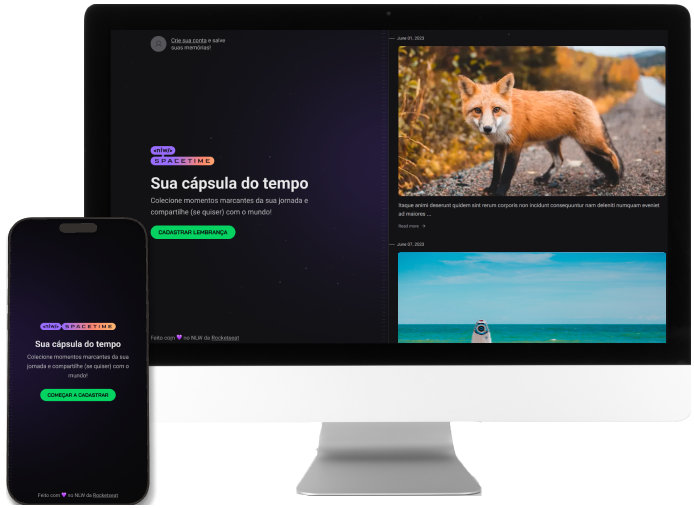 Crie sua conta e salve
suas memórias!
<nlw/>
SPACETIME
Sua cápsula do tempo
Colecione momentos marcantes da sua jornada e
compartilhe (se quiser) com o mundo!
CADASTRAR LEMBRANÇA
Feito com 💜 no NLW da Rocketseat
June 01, 2023
Itaque animi deserunt quidem sint rerum corporis non incidunt consequuntur nam deleniti numquam eveniet
ad maiores ...
Read more →
June 07, 2023
<nlw/> SPACETIME
Sua cápsula do tempo
Colecione momentos marcantes da sua
jornada e compartilhe (se quiser) com o
mundo!
COMEÇAR A CADASTRAR
Feito com 💜 no NLW da Rocketseat